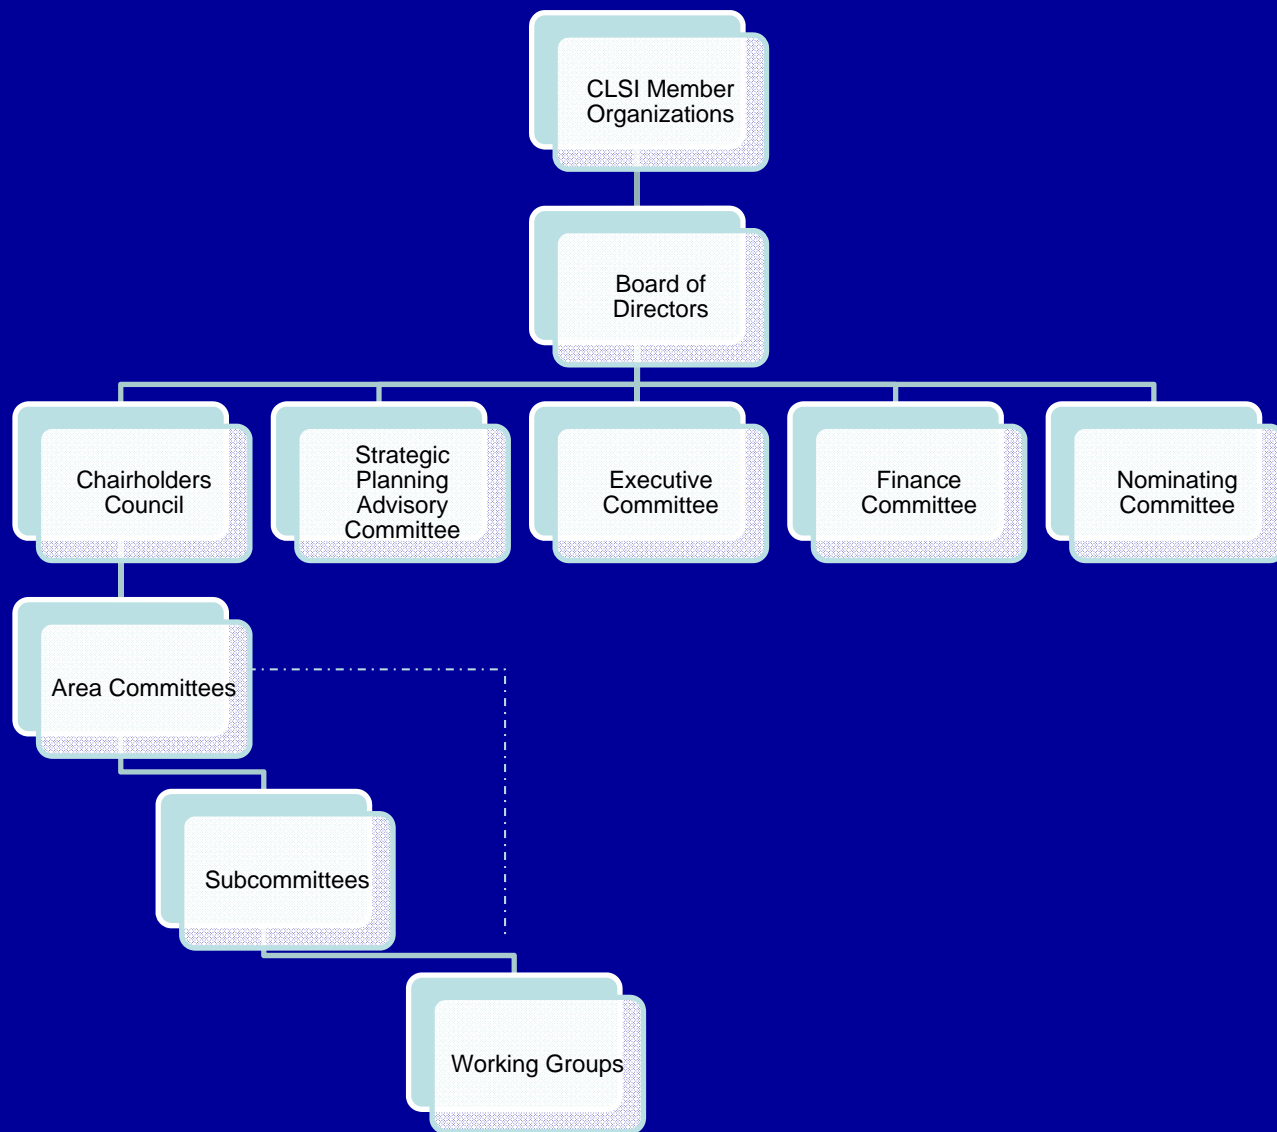 CLSI Member
Organizations
Board of
Directors
Chairholders
Council
Strategic
Planning
Advisory
Committee
Executive
Committee
Finance
Committee
Nominating
Committee
Area Committees
Subcommittees
Working Groups